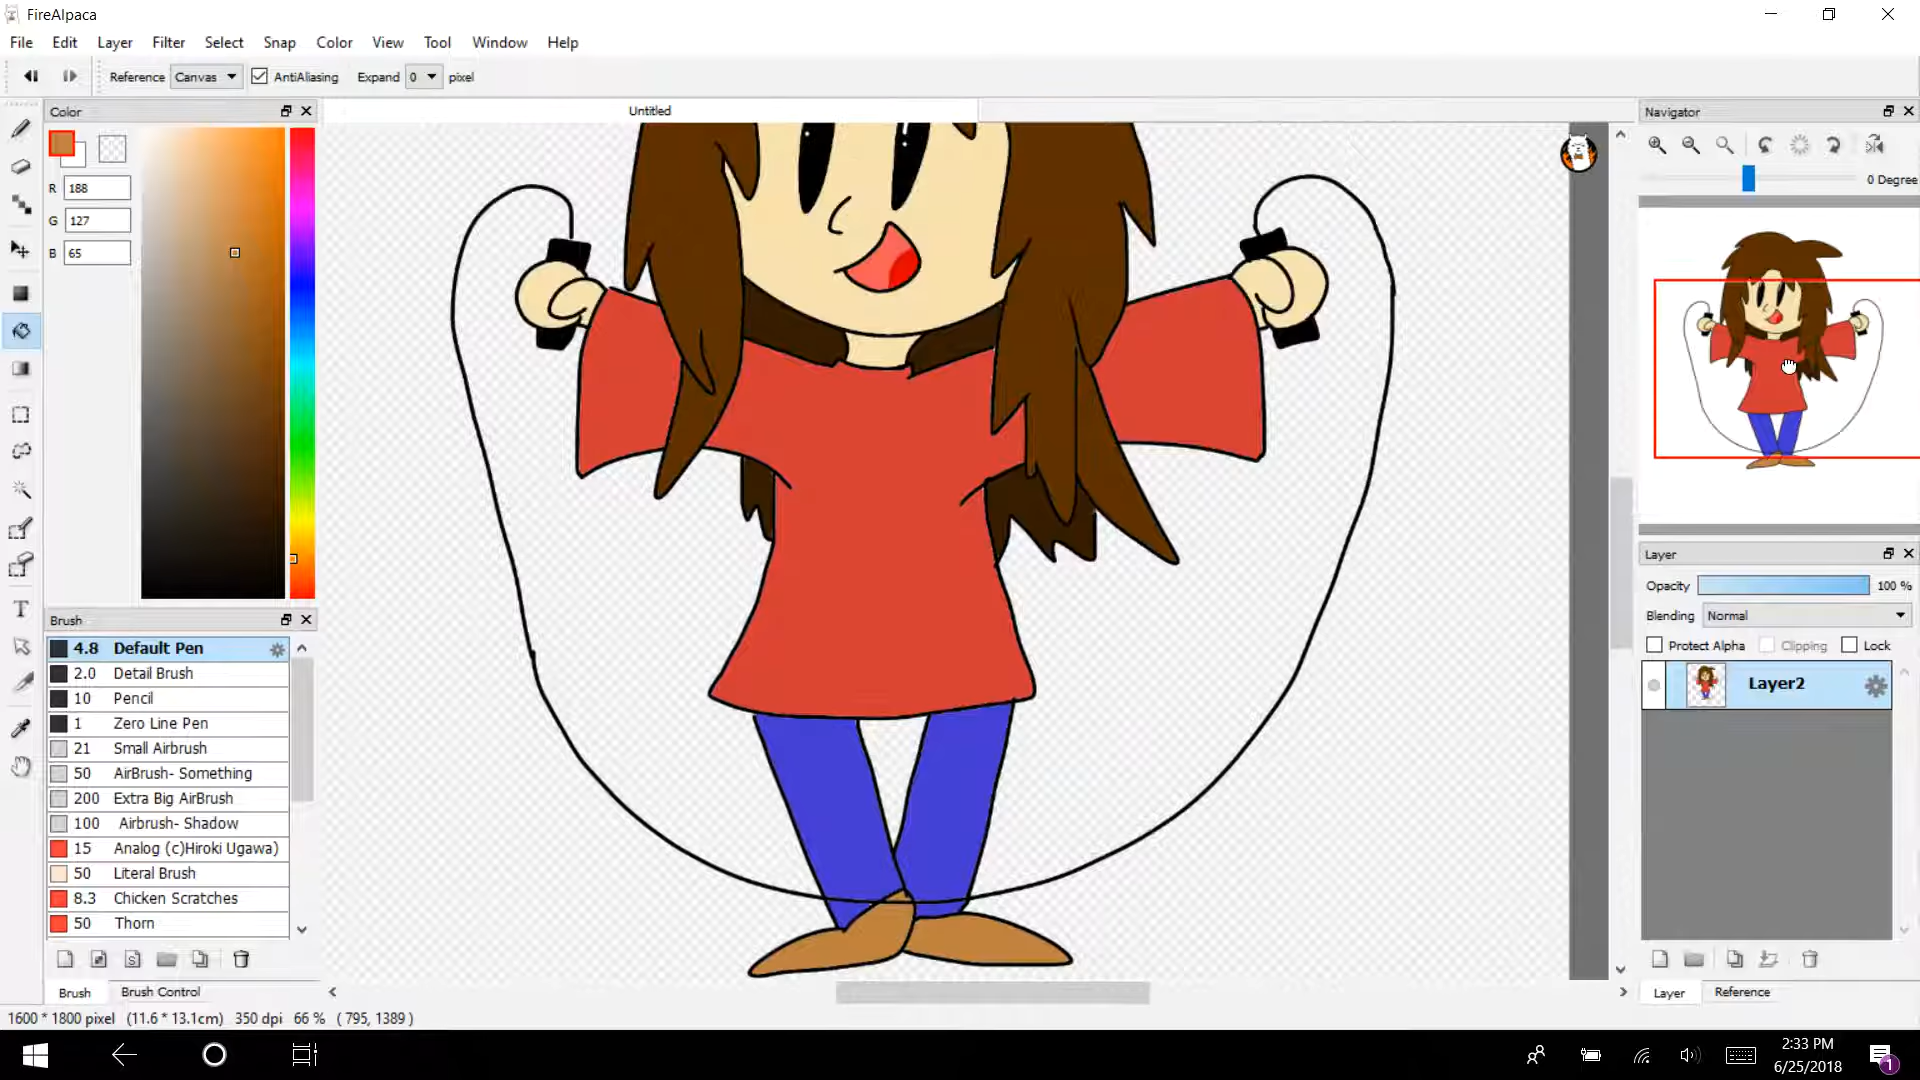 FireAlpaca
File Edit Layer Filter Select Snap Color View Tool Window Help
Reference Canvas AntiAliasing Expand 0 pixel
Color
Untitled
Navigator
R 188
G 127
B 65
0 Degree
Layer
Opacity 100 %
Blending Normal
Protect Alpha Clipping Lock
Layer2
Brush
4.8 Default Pen
2.0 Detail Brush
10 Pencil
1 Zero Line Pen
21 Small Airbrush
50 AirBrush- Something
200 Extra Big AirBrush
100 Airbrush- Shadow
15 Analog (c)Hiroki Ugawa)
50 Literal Brush
8.3 Chicken Scratches
50 Thorn
S
T
Brush Brush Control
Layer Reference
1600 * 1800 pixel (11.6 * 13.1cm) 350 dpi 66 % ( 795, 1389 )
2:33 PM
6/25/2018
1